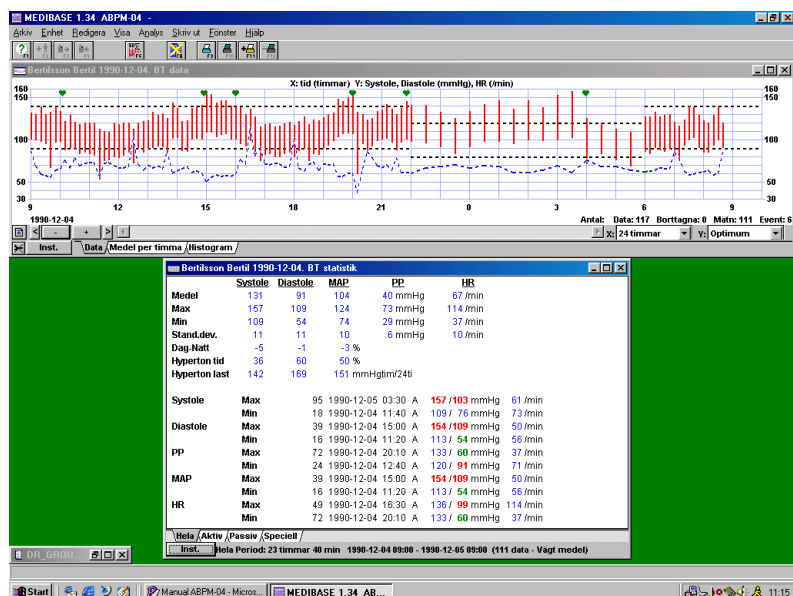 MEDIBASE 1.34 ABPM-04 -
Arkiv Enhet Redigera Visa Analys Skriv ut Fönster Hjälp
F1 F1 F2 F3 F6 F8 F3 F4 F11 F4
Bertilsson Bertil 1990-12-04. BT data
X: tid (timmar) Y: Systole, Diastole (mmHg), HR (/min)
160 160
150 150
100 100
50 50
30 30
9 12 15 18 21 0 3 6 9
1990-12-04 Antal: Data: 117 Borttagna: 0 Mätn: 111 Event: 6
< - + > X: 24 timmar Y: Optimum
Inst. Data Medel per timma Histogram
Bertilsson Bertil 1990-12-04. BT statistik
Systole Diastole MAP PP HR
Medel 131 91 104 40 mmHg 67 /min
Max 157 109 124 73 mmHg 114 /min
Min 109 54 74 29 mmHg 37 /min
Stand.dev. 11 11 10 6 mmHg 10 /min
Dag-Natt -5 -1 -3 %
Hyperton tid 36 60 50 %
Hyperton last 142 169 151 mmHgtim/24ti
Systole Max 95 1990-12-05 03:30 A 157 /103 mmHg 61 /min
Min 18 1990-12-04 11:40 A 109 / 76 mmHg 73 /min
Diastole Max 39 1990-12-04 15:00 A 154 /109 mmHg 50 /min
Min 16 1990-12-04 11:20 A 113 / 54 mmHg 56 /min
PP Max 72 1990-12-04 20:10 A 133 / 60 mmHg 37 /min
Min 24 1990-12-04 12:40 A 120 / 91 mmHg 71 /min
MAP Max 39 1990-12-04 15:00 A 154 /109 mmHg 50 /min
Min 16 1990-12-04 11:20 A 113 / 54 mmHg 56 /min
HR Max 49 1990-12-04 16:30 A 136 / 99 mmHg 114 /min
Min 72 1990-12-04 20:10 A 133 / 60 mmHg 37 /min
Hela Aktiv Passiv Speciell
Inst. Hela Period: 23 timmar 40 min 1990-12-04 09:00 - 1990-12-05 09:00 (111 data - Vägt medel)
DR_GROU
Start Manual ABPM-04 - Micros... MEDIBASE 1.34 AB... 11:15